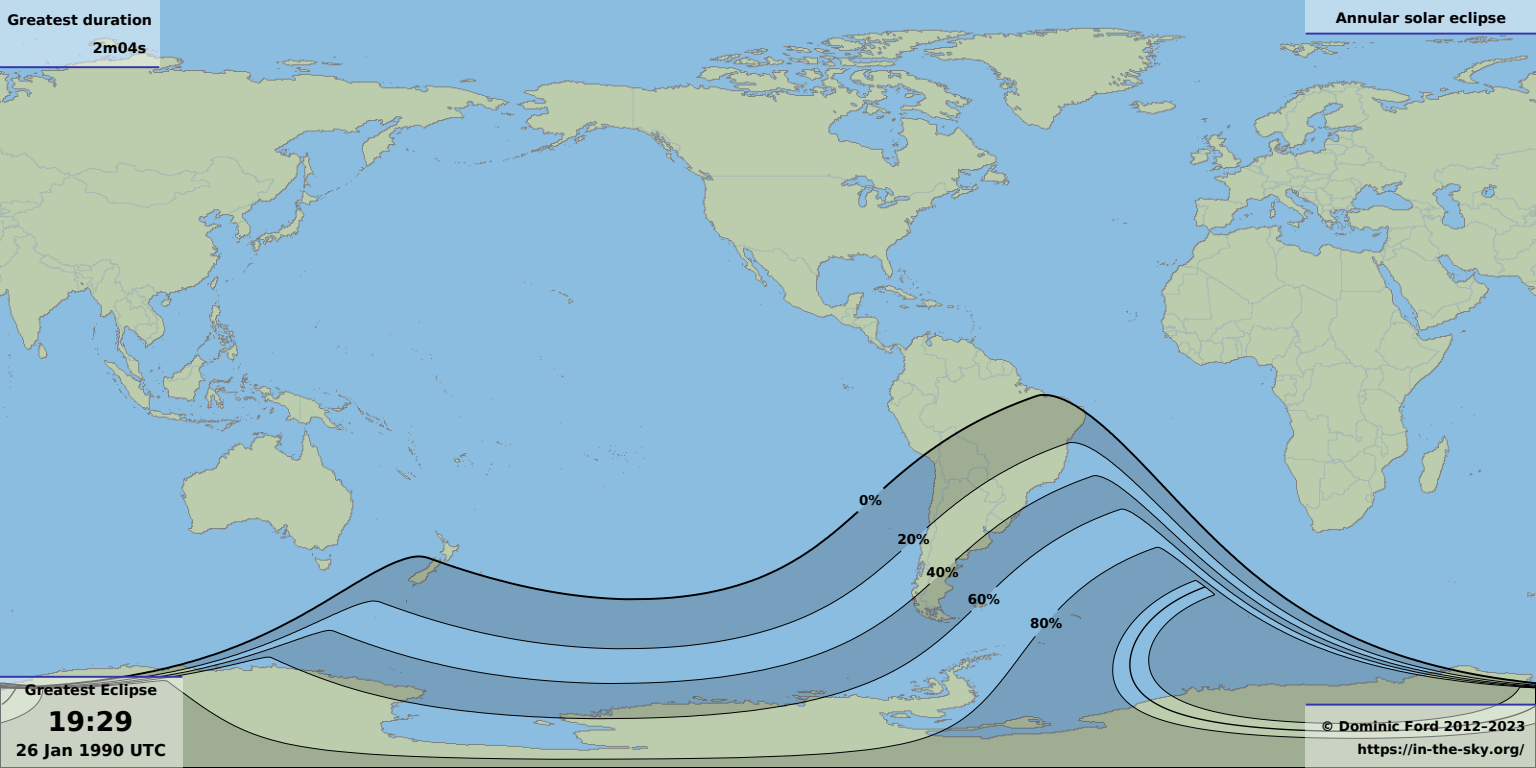 Greatest duration
2m04s
Annular solar eclipse
0%
20%
40%
60%
80%
Greatest Eclipse
19:29
26 Jan 1990 UTC
© Dominic Ford 2012–2023
https://in-the-sky.org/